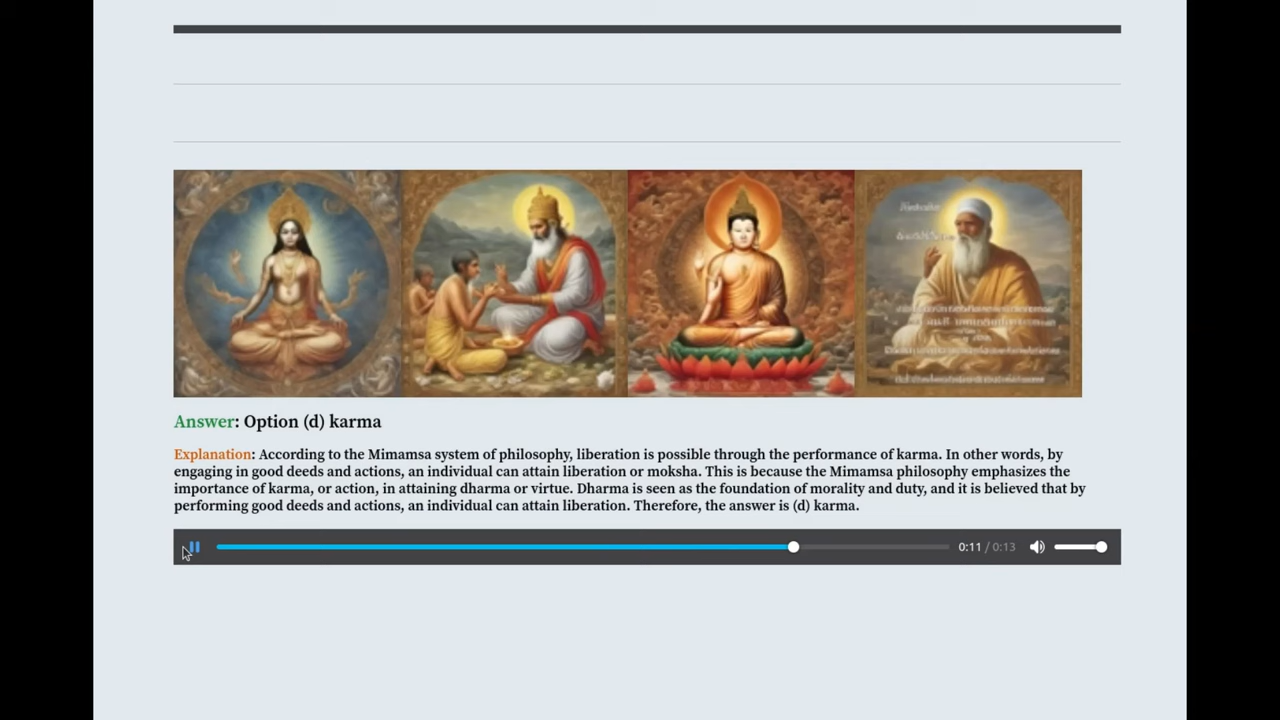 Answer: Option (d) karma
Explanation: According to the Mimamsa system of philosophy, liberation is possible through the performance of karma. In other words, by
engaging in good deeds and actions, an individual can attain liberation or moksha. This is because the Mimamsa philosophy emphasizes the
importance of karma, or action, in attaining dharma or virtue. Dharma is seen as the foundation of morality and duty, and it is believed that by
performing good deeds and actions, an individual can attain liberation. Therefore, the answer is (d) karma.
0:11 / 0:13